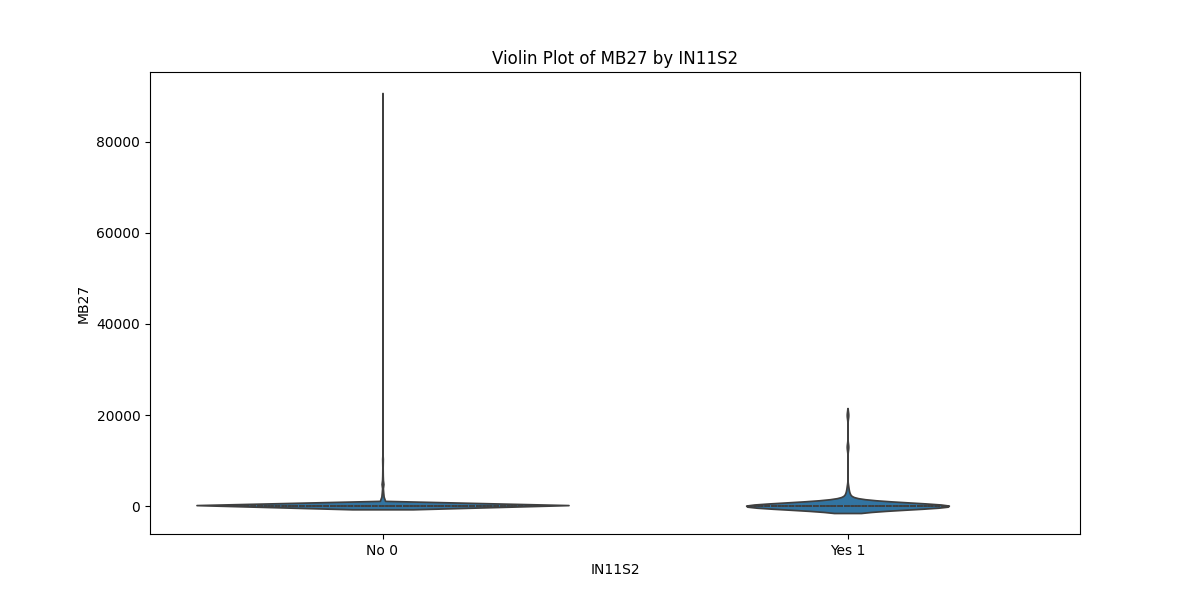 Violin Plot of MB27 by IN11S2
80000
60000
40000
20000
0
MB27
No 0
Yes 1
IN11S2